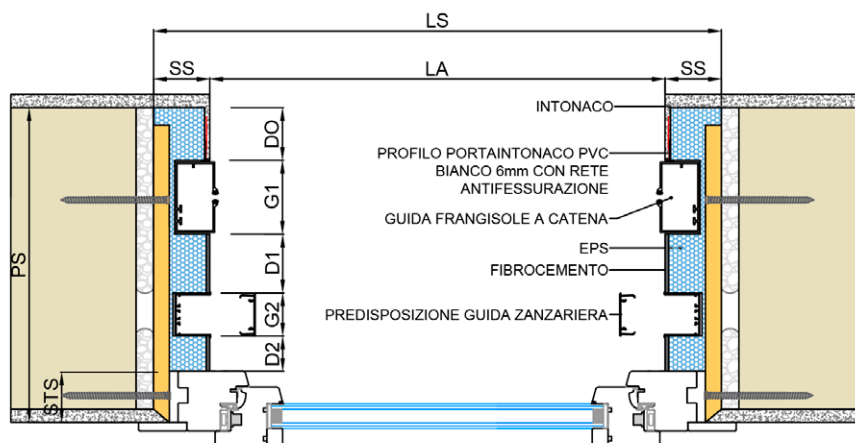 LS
SS
LA
SS
INTONACO
DO
PROFILO PORTAINTONACO PVC
BIANCO 6mm CON RETE
ANTIFESSURAZIONE
G1
GUIDA FRANGISOLE A CATENA
PS
D1
EPS
FIBROCEMENTO
G2
PREDISPOSIZIONE GUIDA ZANZARIERA
D2
STS